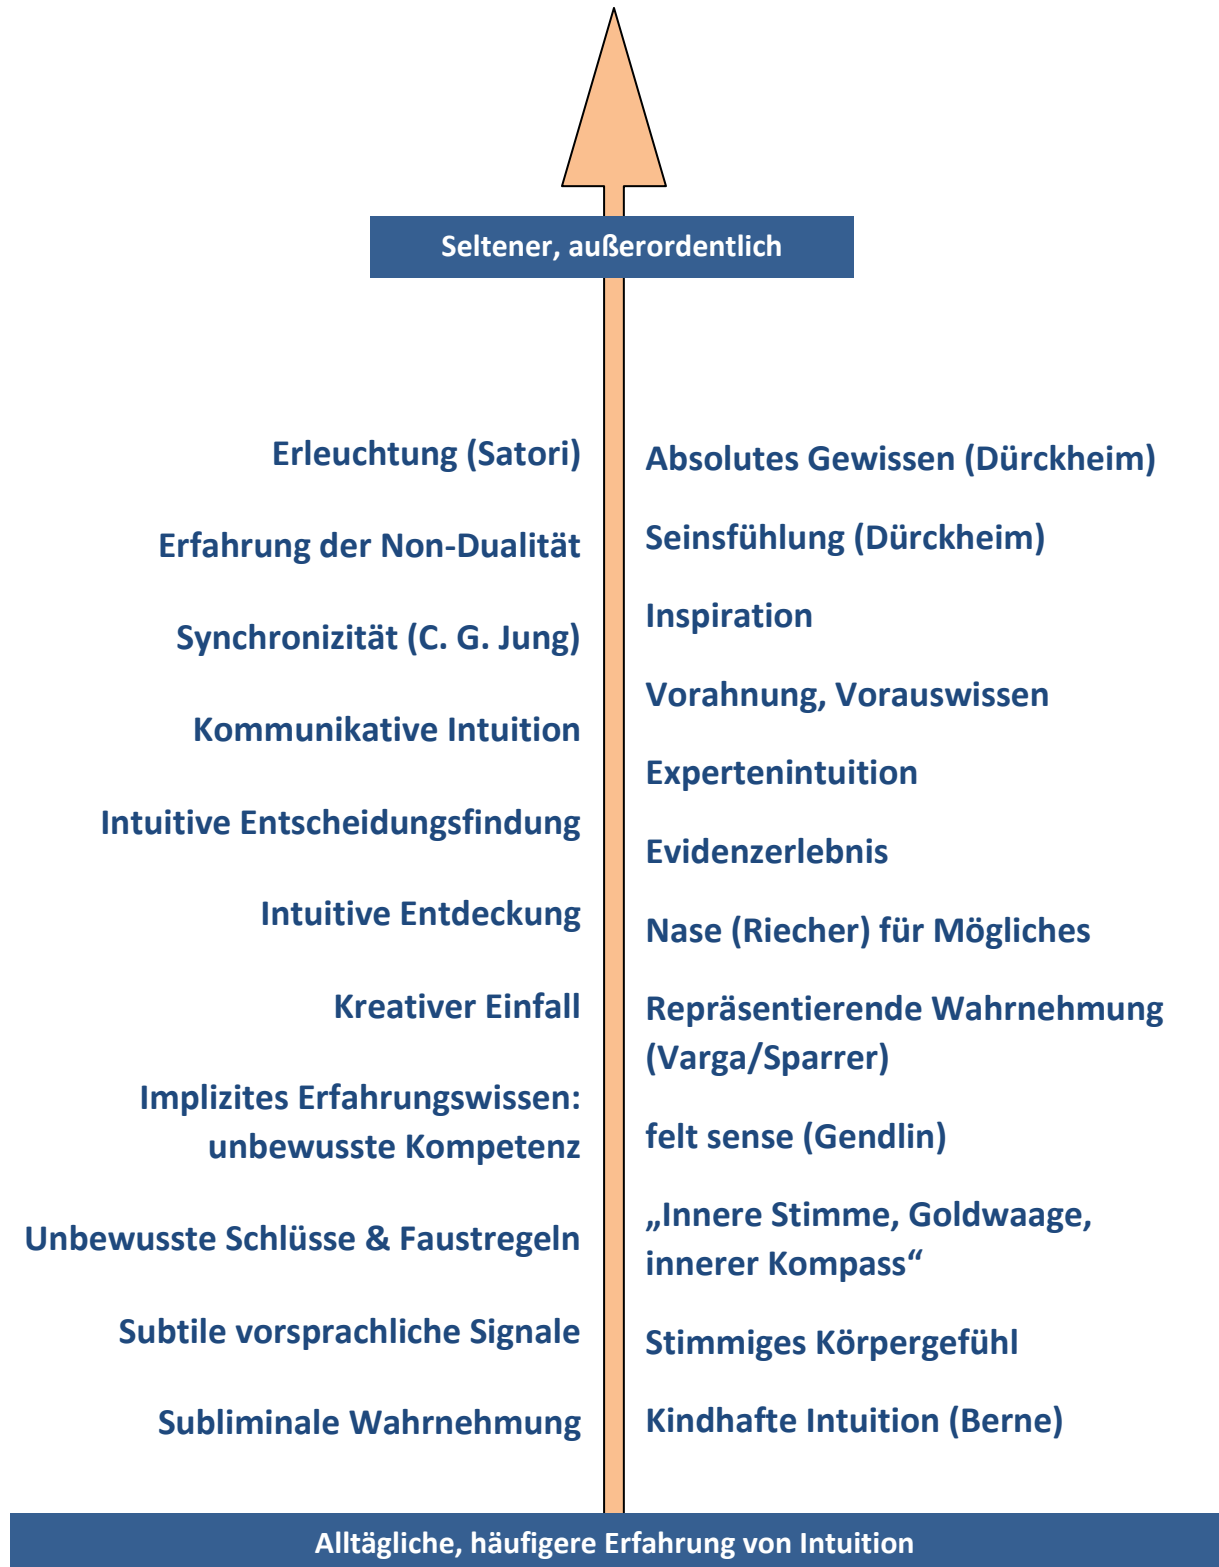 Seltener, außerordentlich
Erleuchtung (Satori)
Erfahrung der Non-Dualität
Synchronizität (C. G. Jung)
Kommunikative Intuition
Intuitive Entscheidungsfindung
Intuitive Entdeckung
Kreativer Einfall
Implizites Erfahrungswissen:
unbewusste Kompetenz
Unbewusste Schlüsse & Faustregeln
Subtile vorsprachliche Signale
Subliminale Wahrnehmung
Absolutes Gewissen (Dürckheim)
Seinsfühlung (Dürckheim)
Inspiration
Vorahnung, Vorauswissen
Expertenintuition
Evidenzerlebnis
Nase (Riecher) für Mögliches
Repräsentierende Wahrnehmung
(Varga/Sparrer)
felt sense (Gendlin)
„Innere Stimme, Goldwaage,
innerer Kompass“
Stimmiges Körpergefühl
Kindhafte Intuition (Berne)
Alltägliche, häufigere Erfahrung von Intuition